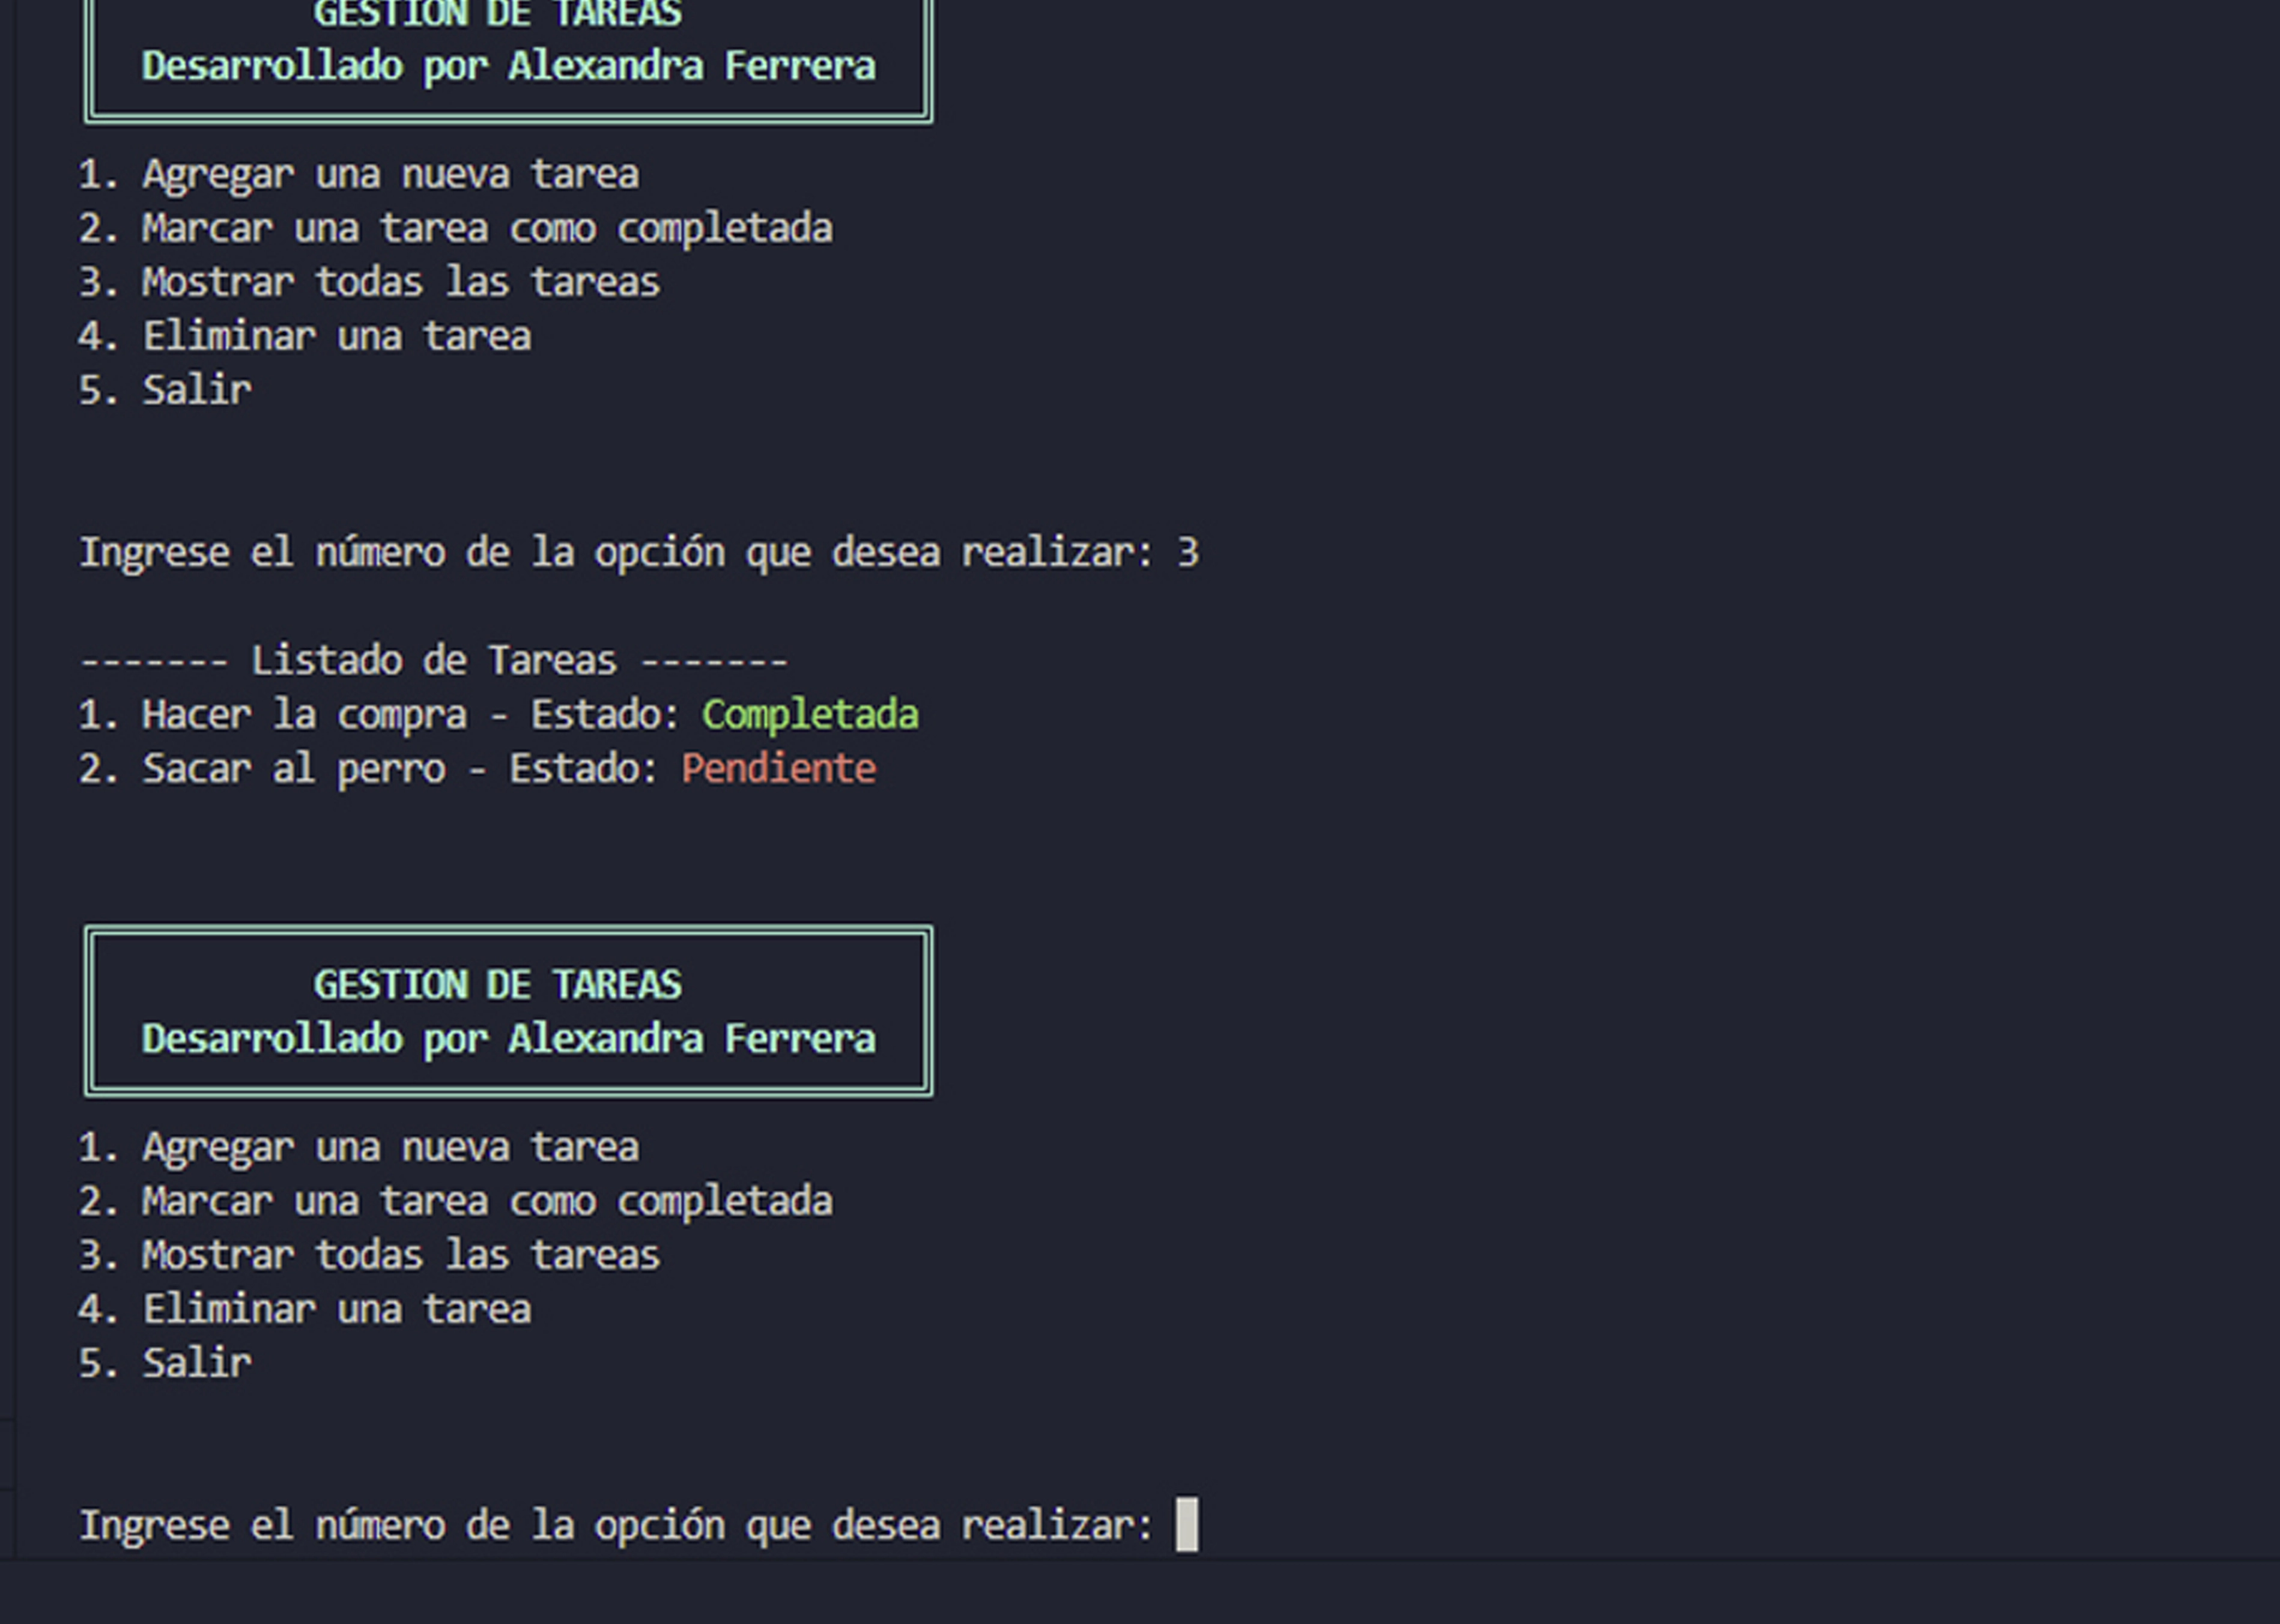 GESTION DE TAREAS
Desarrollado por Alexandra Ferrera
1. Agregar una nueva tarea
2. Marcar una tarea como completada
3. Mostrar todas las tareas
4. Eliminar una tarea
5. Salir
Ingrese el número de la opción que desea realizar: 3
------- Listado de Tareas -------
1. Hacer la compra - Estado: Completada
2. Sacar al perro - Estado: Pendiente
GESTION DE TAREAS
Desarrollado por Alexandra Ferrera
1. Agregar una nueva tarea
2. Marcar una tarea como completada
3. Mostrar todas las tareas
4. Eliminar una tarea
5. Salir
Ingrese el número de la opción que desea realizar: